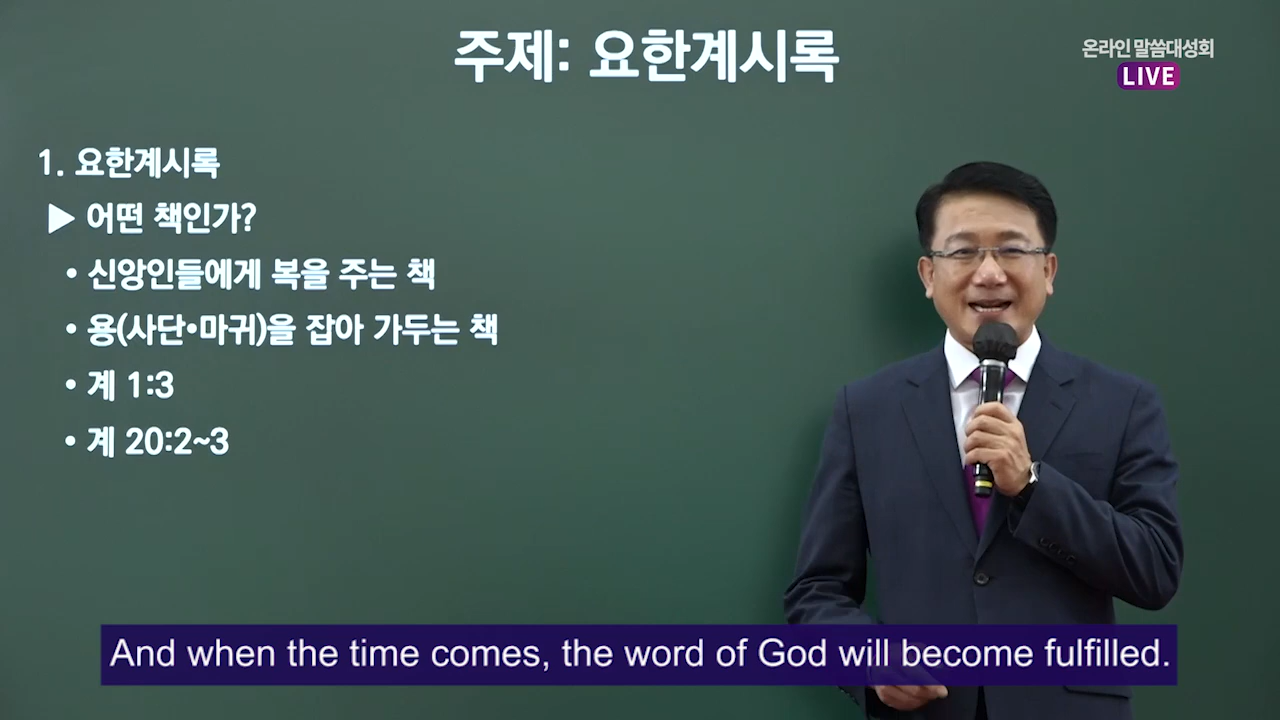 주제: 요한계시록
온라인 말씀대성회
LIVE
1. 요한계시록
▶ 어떤 책인가?
• 신앙인들에게 복을 주는 책
• 용(사단•마귀)을 잡아 가두는 책
• 계 1:3
• 계 20:2~3
And when the time comes, the word of God will become fulfilled.